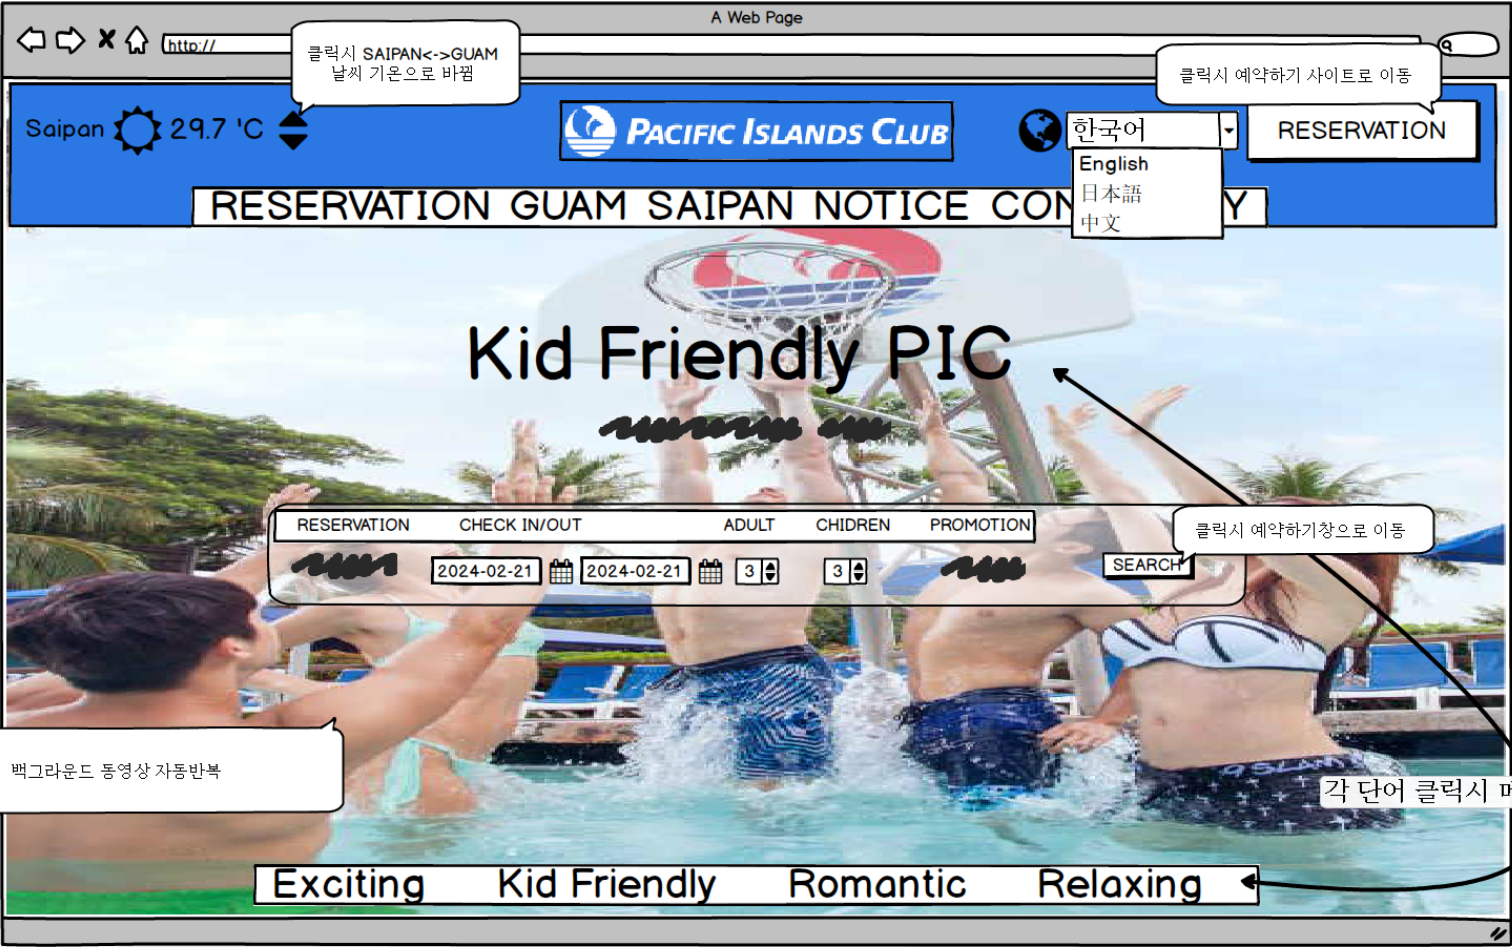 A Web Page
http://
클릭시 SAIPAN<->GUAM
날씨 기온으로 바뀜
클릭시 예약하기 사이트로 이동
Saipan 29.7 'C
PACIFIC ISLANDS CLUB
한국어
RESERVATION
English
日本語
中文
RESERVATION GUAM SAIPAN NOTICE
Kid Friendly PIC
RESERVATION CHECK IN/OUT ADULT CHIDREN PROMOTION
클릭시 예약하기창으로 이동
2024-02-21 2024-02-21 3 3 SEARCH
백그라운드 동영상 자동반복
각 단어 클릭시
Exciting Kid Friendly Romantic Relaxing